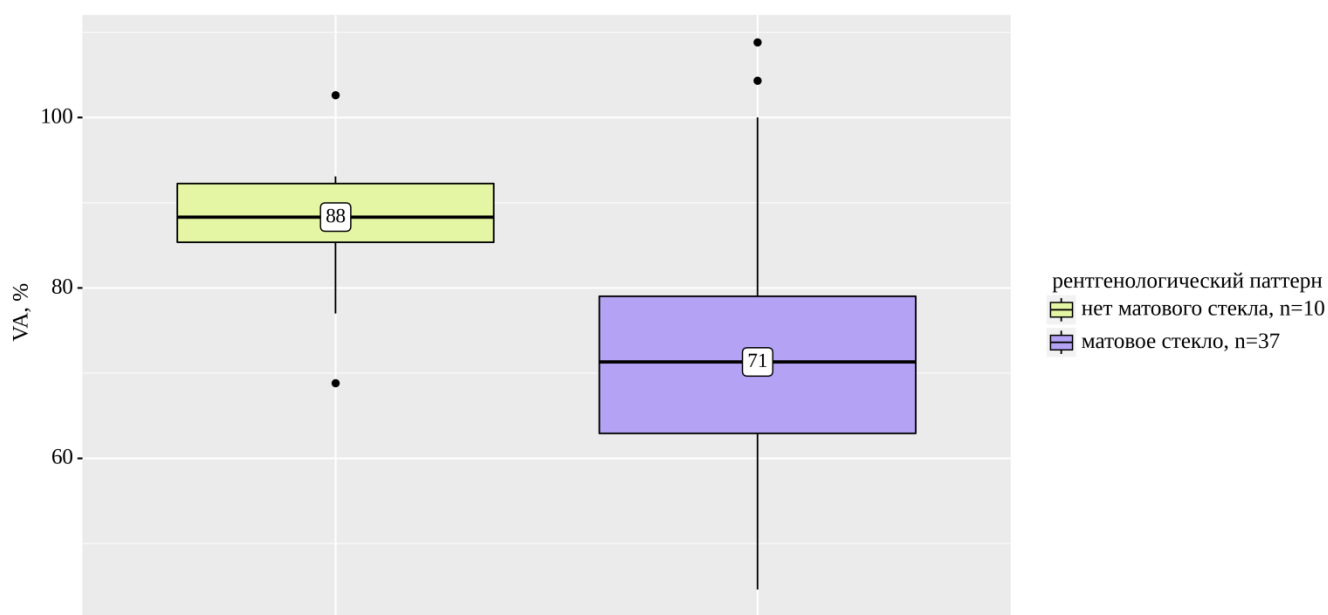 100
80
60
VA, %
88
71
рентгенологический паттерн
нет матового стекла, n=10
матовое стекло, n=37